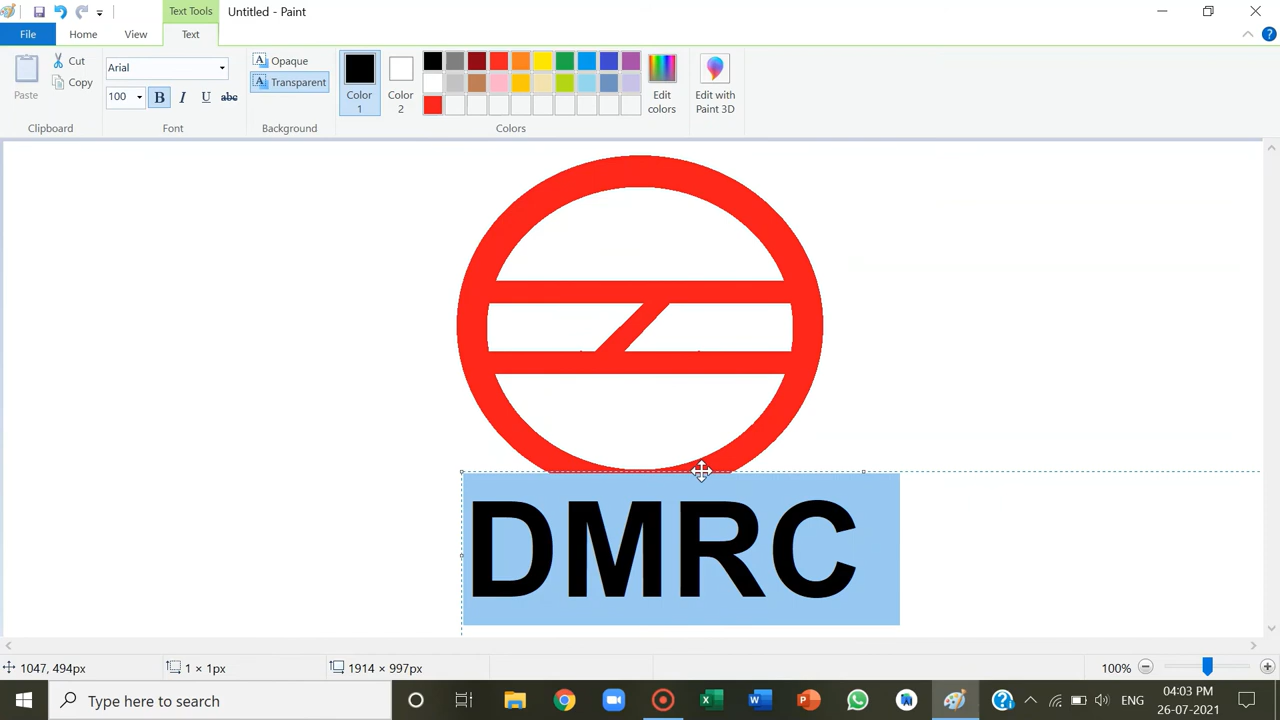 Text Tools
Untitled - Paint
File
Home
View
Text
Paste
Cut
Copy
Clipboard
Arial
100
B I U abc
Font
Opaque
Transparent
Background
Color 1
Color 2
Edit colors
Colors
Edit with Paint 3D
DMRC
1047, 494px
1 × 1px
1914 × 997px
100%
Type here to search
ENG
04:03 PM
26-07-2021